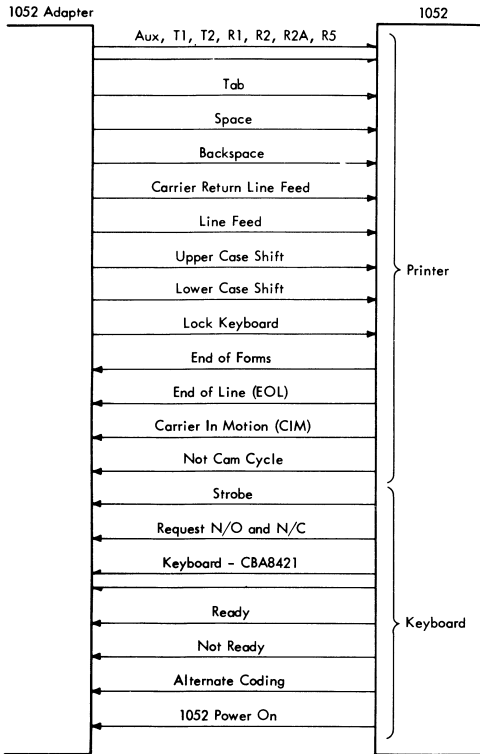 1052 Adapter
1052
Aux, T1, T2, R1, R2, R2A, R5
Tab
Space
Backspace
Carrier Return Line Feed
Line Feed
Upper Case Shift
Lower Case Shift
Lock Keyboard
Printer
End of Forms
End of Line (EOL)
Carrier In Motion (CIM)
Not Cam Cycle
Strobe
Request N/O and N/C
Keyboard - CBA8421
Ready
Keyboard
Not Ready
Alternate Coding
1052 Power On